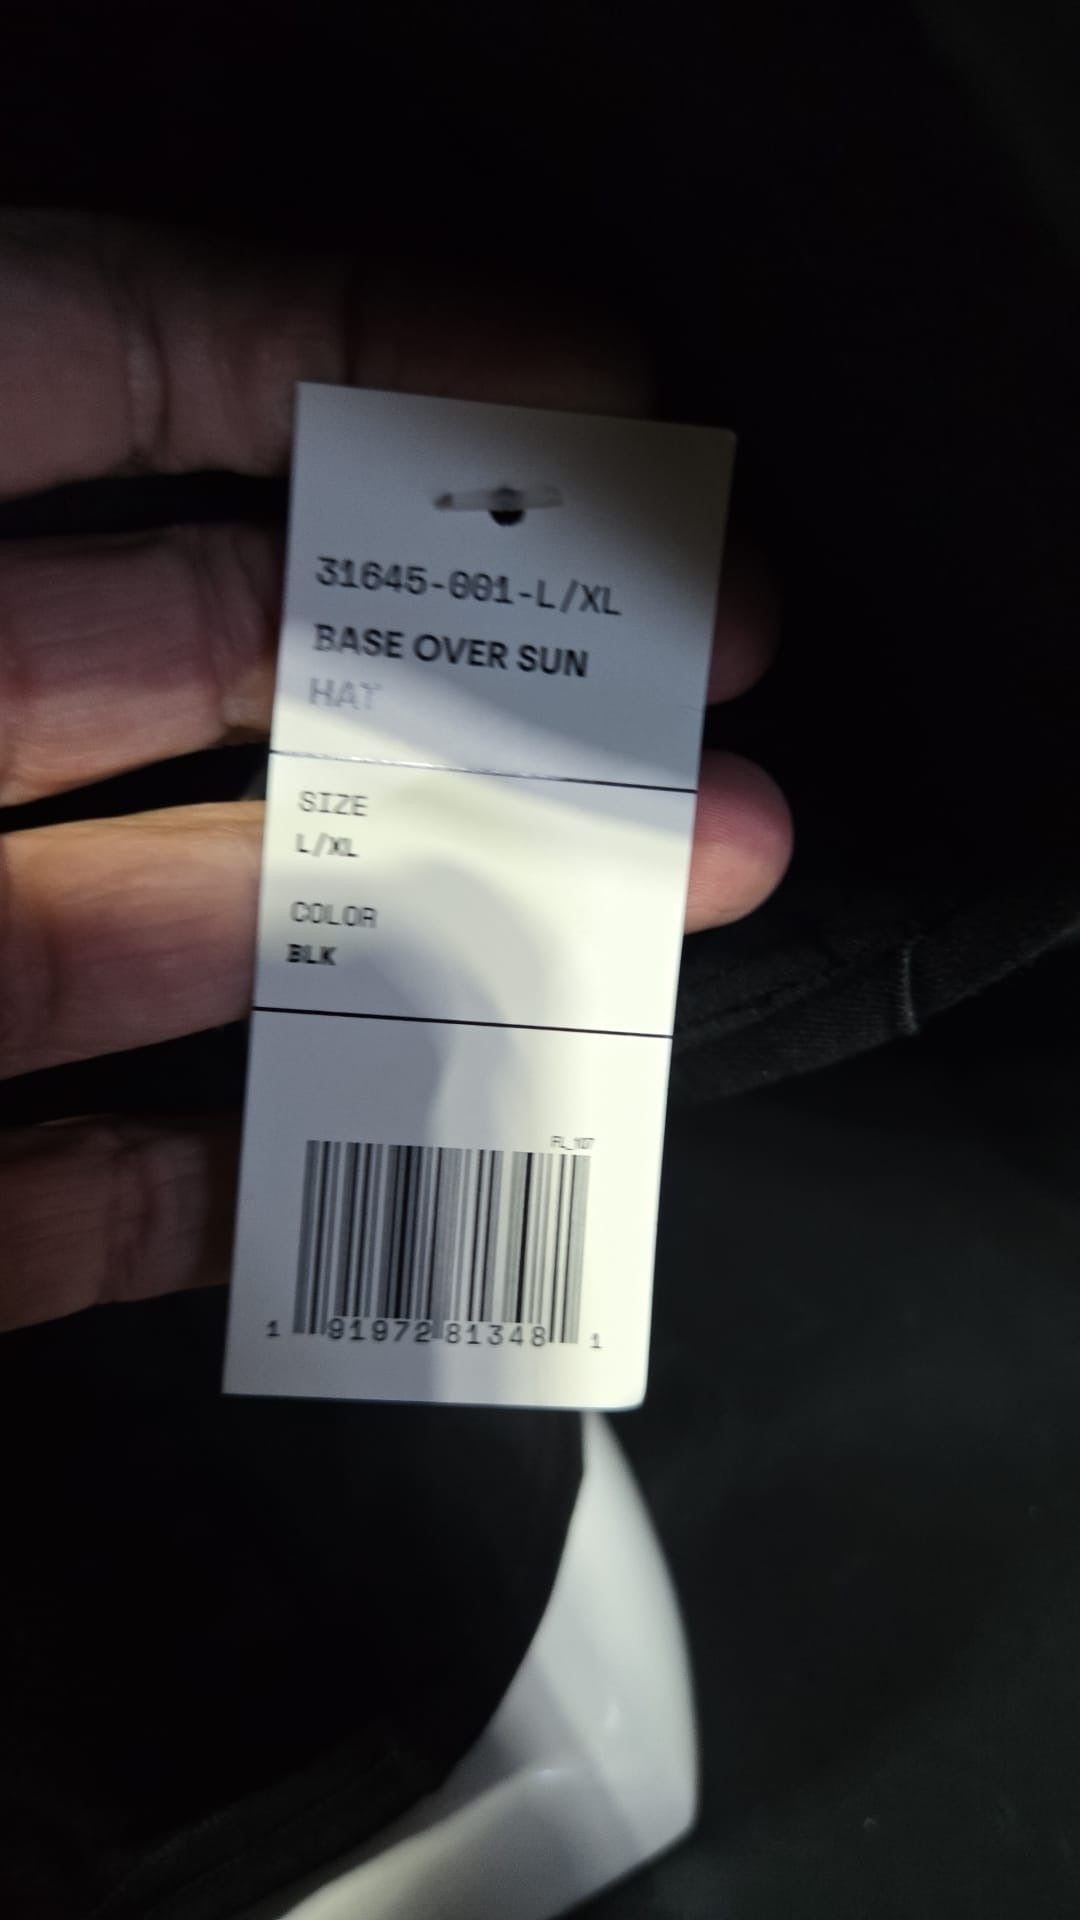 31645-001-L/XL
BASE OVER SUN
HAT
SIZE
L/XL
COLOR
BLK
FL_107
1 91972 81348 1